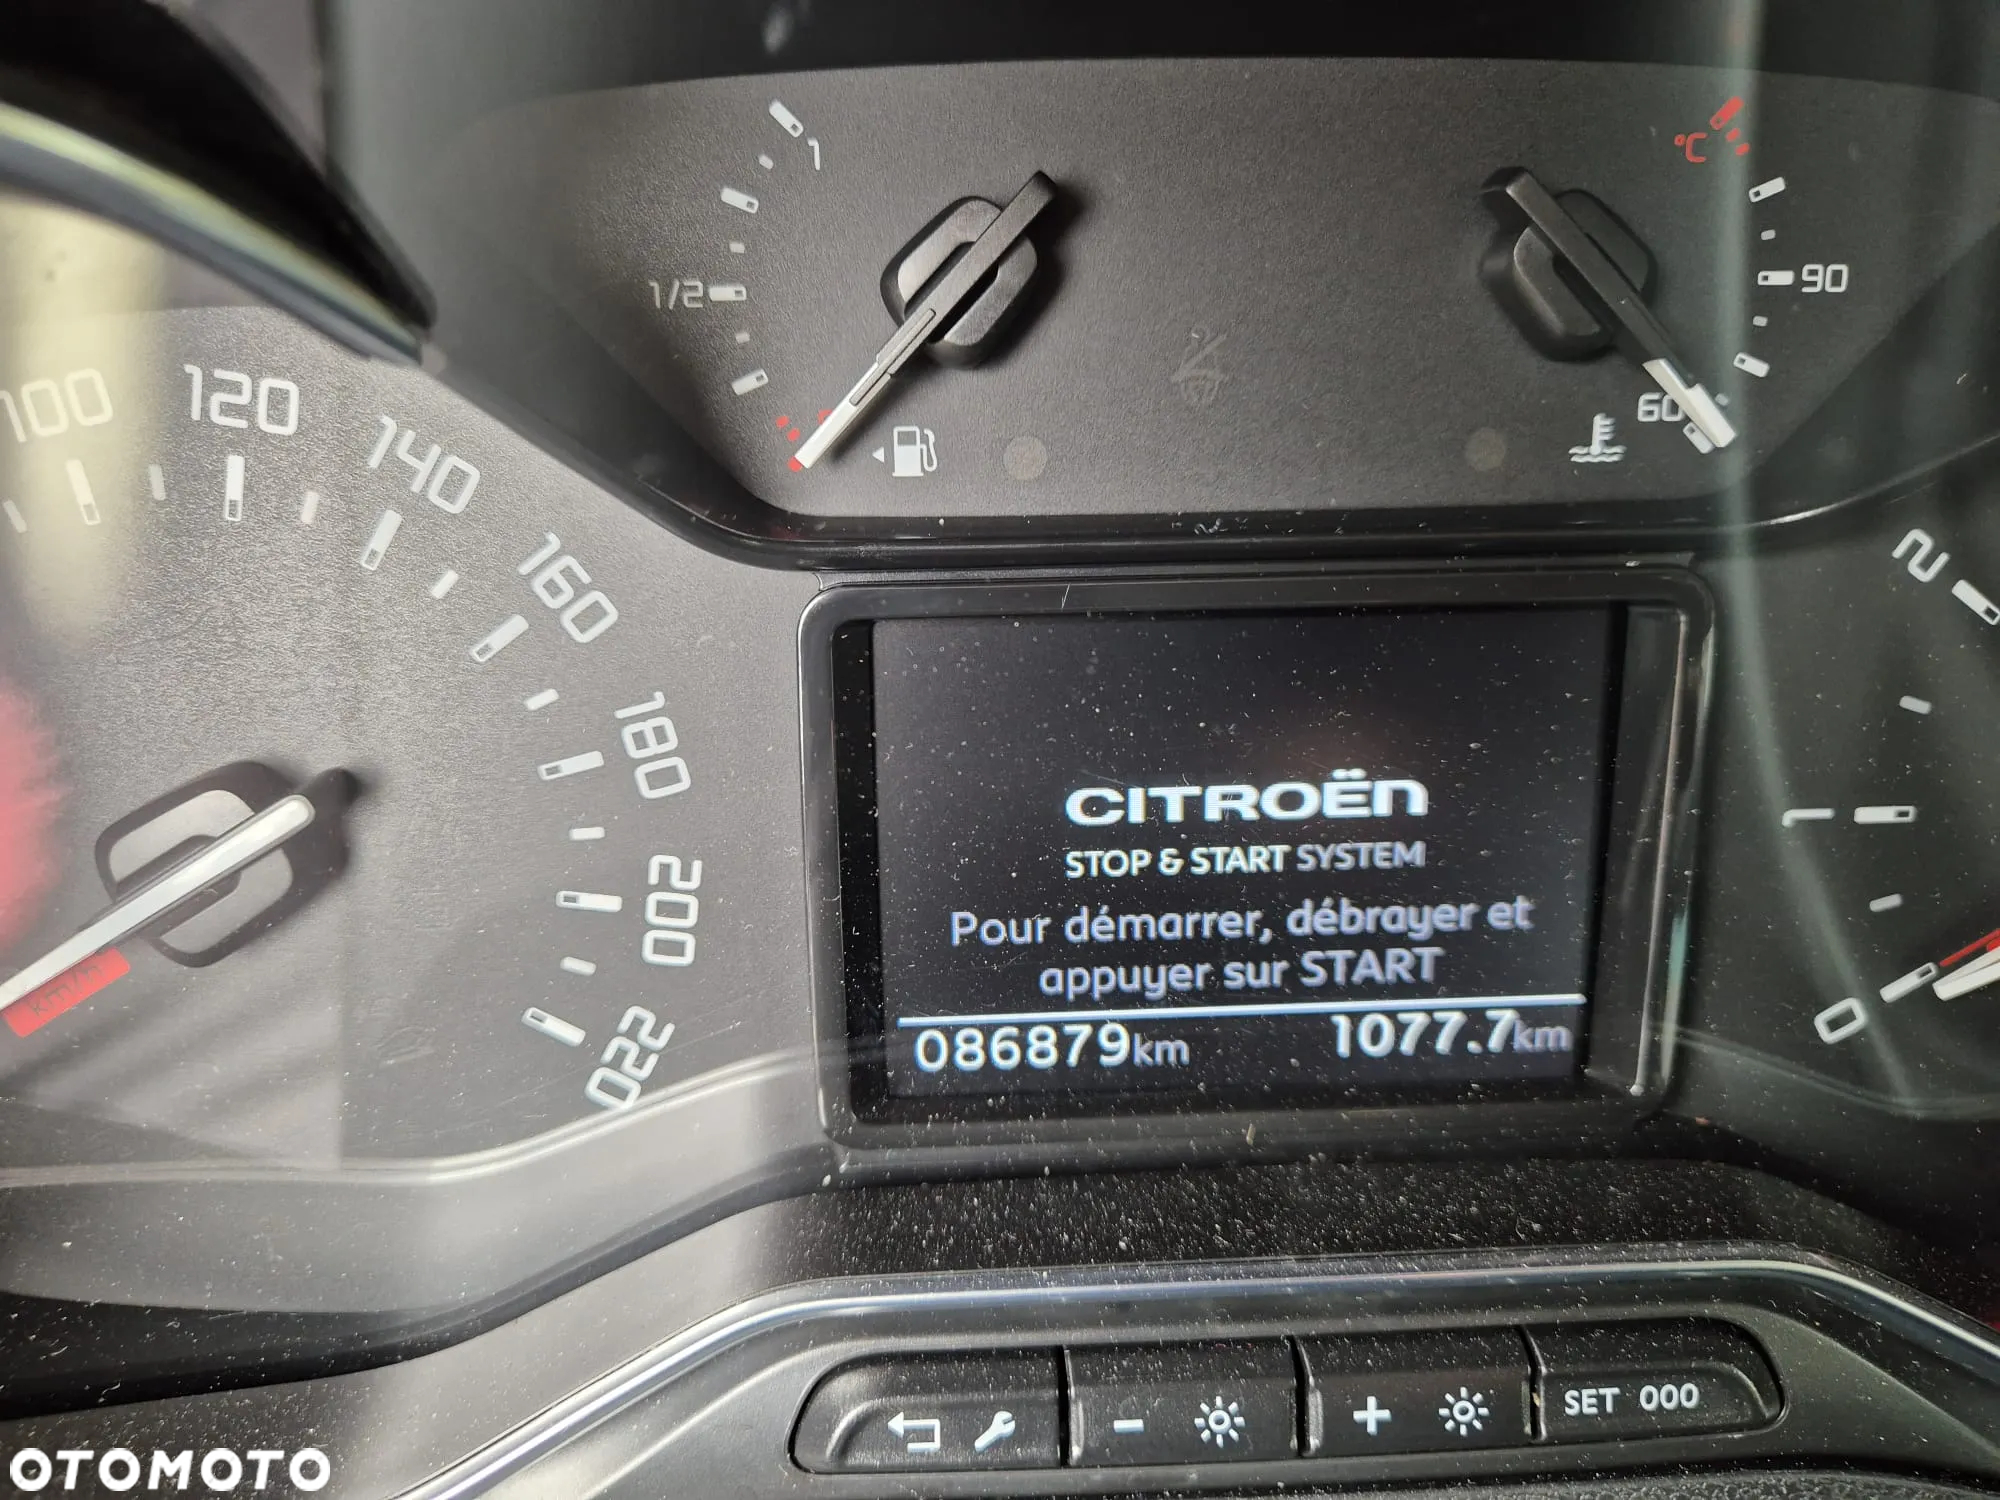 1
1/2
°C
90
60
100
120
140
160
180
200
220
km/h
2
1
0
CITROËN
STOP & START SYSTEM
Pour démarrer, débrayer et
appuyer sur START
086879km 1077.7km
SET 000
OTOMOTO